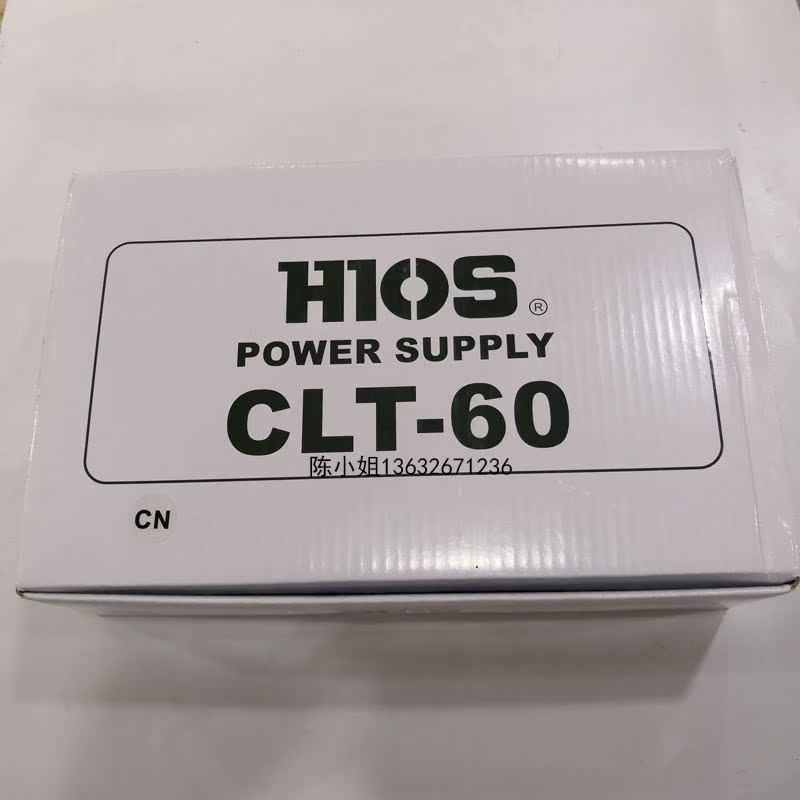 HIOS ®
POWER SUPPLY
CLT-60
陈小姐13632671236
CN